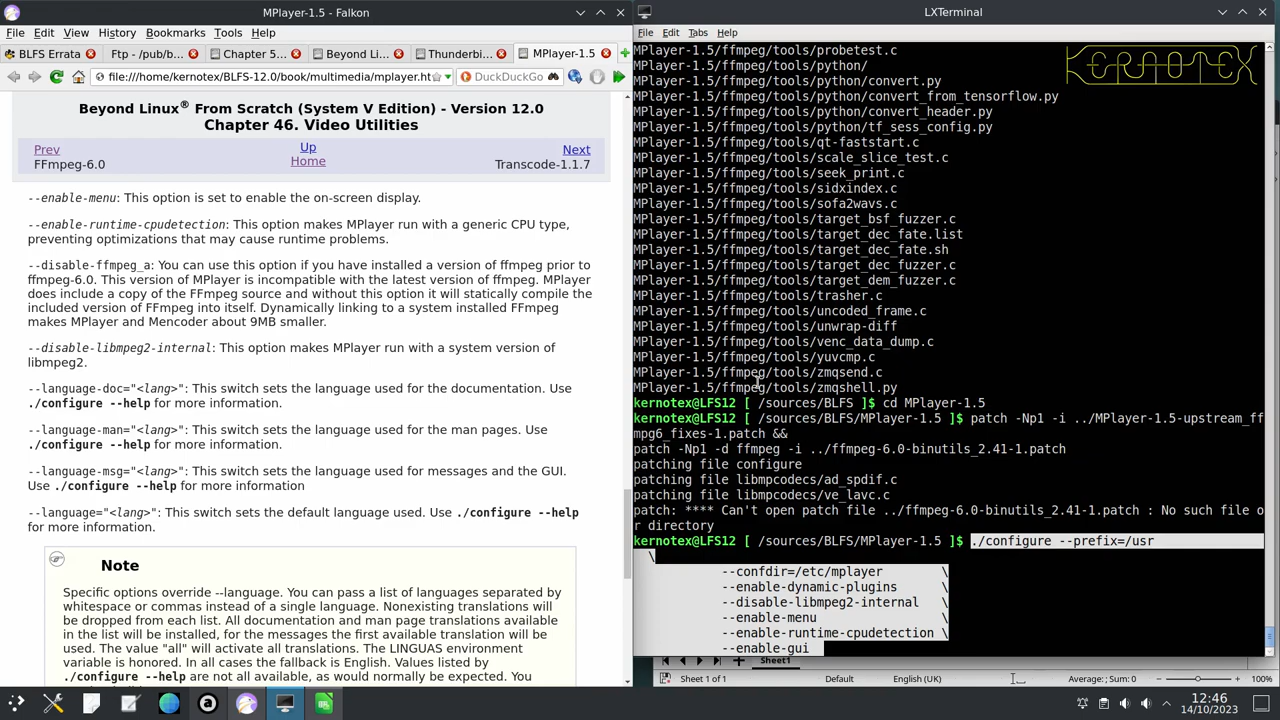 MPlayer-1.5 - Falkon
File Edit View History Bookmarks Tools Help
BLFS Errata
Ftp - /pub/b...
Chapter 5...
Beyond Li...
Thunderbi...
MPlayer-1.5
file:///home/kernotex/BLFS-12.0/book/multimedia/mplayer.ht
DuckDuckGo
Beyond Linux® From Scratch (System V Edition) - Version 12.0
Chapter 46. Video Utilities
Prev
Up
Next
FFmpeg-6.0
Home
Transcode-1.1.7
--enable-menu: This option is set to enable the on-screen display.
--enable-runtime-cpudetection: This option makes MPlayer run with a generic CPU type,
preventing optimizations that may cause runtime problems.
--disable-ffmpeg_a: You can use this option if you have installed a version of ffmpeg prior to
ffmpeg-6.0. This version of MPlayer is incompatible with the latest version of ffmpeg. MPlayer
does include a copy of the FFmpeg source and without this option it will statically compile the
included version of FFmpeg into itself. Dynamically linking to a system installed FFmpeg
makes MPlayer and Mencoder about 9MB smaller.
--disable-libmpeg2-internal: This option makes MPlayer run with a system version of
libmpeg2.
--language-doc="<lang>": This switch sets the language used for the documentation. Use
./configure --help for more information.
--language-man="<lang>": This switch sets the language used for the man pages. Use
./configure --help for more information.
--language-msg="<lang>": This switch sets the language used for messages and the GUI.
Use ./configure --help for more information
--language="<lang>": This switch sets the default language used. Use ./configure --help
for more information.
Note
Specific options override --language. You can pass a list of languages separated by
whitespace or commas instead of a single language. Nonexisting translations will
be dropped from each list. All documentation and man page translations available
in the list will be installed, for the messages the first available translation will be
used. The value "all" will activate all translations. The LINGUAS environment
variable is honored. In all cases the fallback is English. Values listed by
./configure --help are not all available, as would normally be expected. You
LXTerminal
File Edit Tabs Help
KERNOTEX
MPlayer-1.5/ffmpeg/tools/probetest.c
MPlayer-1.5/ffmpeg/tools/python/
MPlayer-1.5/ffmpeg/tools/python/convert.py
MPlayer-1.5/ffmpeg/tools/python/convert_from_tensorflow.py
MPlayer-1.5/ffmpeg/tools/python/convert_header.py
MPlayer-1.5/ffmpeg/tools/python/tf_sess_config.py
MPlayer-1.5/ffmpeg/tools/qt-faststart.c
MPlayer-1.5/ffmpeg/tools/scale_slice_test.c
MPlayer-1.5/ffmpeg/tools/seek_print.c
MPlayer-1.5/ffmpeg/tools/sidxindex.c
MPlayer-1.5/ffmpeg/tools/sofa2wavs.c
MPlayer-1.5/ffmpeg/tools/target_bsf_fuzzer.c
MPlayer-1.5/ffmpeg/tools/target_dec_fate.list
MPlayer-1.5/ffmpeg/tools/target_dec_fate.sh
MPlayer-1.5/ffmpeg/tools/target_dec_fuzzer.c
MPlayer-1.5/ffmpeg/tools/target_dem_fuzzer.c
MPlayer-1.5/ffmpeg/tools/trasher.c
MPlayer-1.5/ffmpeg/tools/uncoded_frame.c
MPlayer-1.5/ffmpeg/tools/unwrap-diff
MPlayer-1.5/ffmpeg/tools/venc_data_dump.c
MPlayer-1.5/ffmpeg/tools/yuvcmp.c
MPlayer-1.5/ffmpeg/tools/zmqsend.c
MPlayer-1.5/ffmpeg/tools/zmqshell.py
kernotex@LFS12 [ /sources/BLFS ]$ cd MPlayer-1.5
kernotex@LFS12 [ /sources/BLFS/MPlayer-1.5 ]$ patch -Np1 -i ../MPlayer-1.5-upstream_ff
mpg6_fixes-1.patch &&
patch -Np1 -d ffmpeg -i ../ffmpeg-6.0-binutils_2.41-1.patch
patching file configure
patching file libmpcodecs/ad_spdif.c
patching file libmpcodecs/ve_lavc.c
patch: **** Can't open patch file ../ffmpeg-6.0-binutils_2.41-1.patch : No such file o
r directory
kernotex@LFS12 [ /sources/BLFS/MPlayer-1.5 ]$ ./configure --prefix=/usr
\
--confdir=/etc/mplayer \
--enable-dynamic-plugins \
--disable-libmpeg2-internal \
--enable-menu \
--enable-runtime-cpudetection \
--enable-gui
Sheet1
Sheet 1 of 1
Default
English (UK)
Average: ; Sum: 0
100%
12:46
14/10/2023